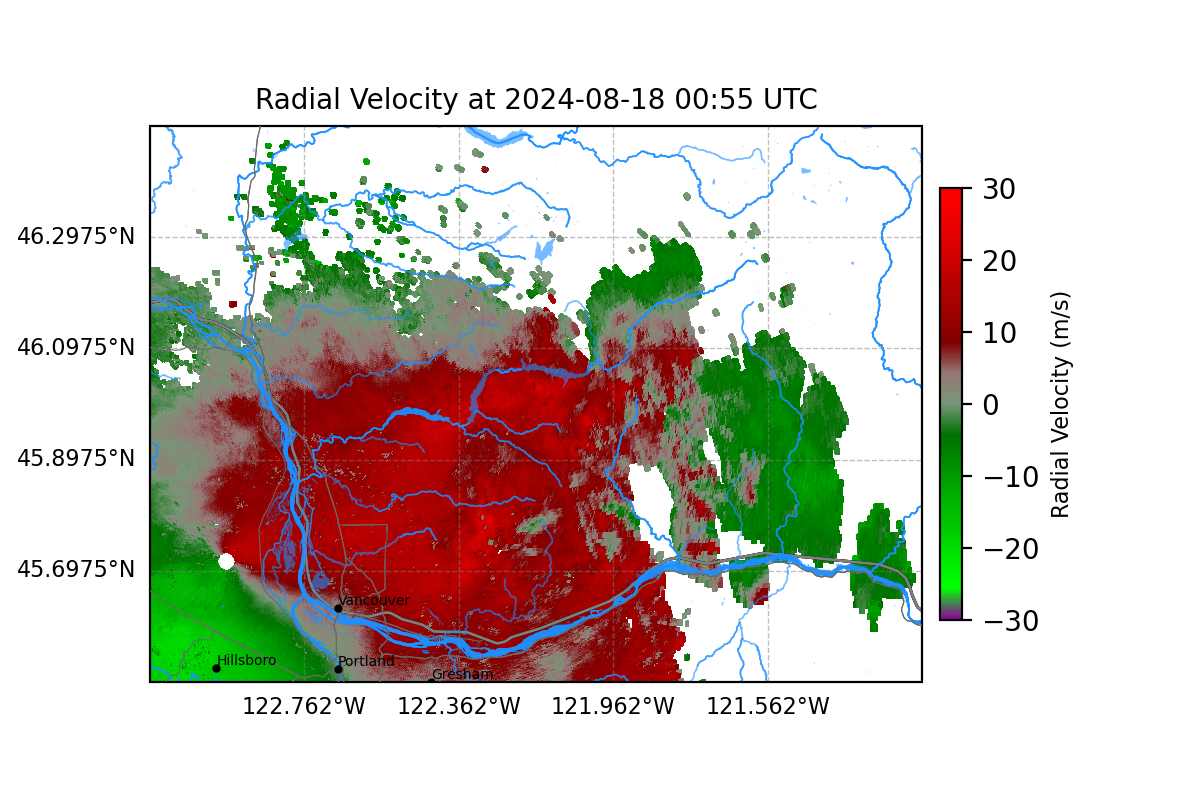 Radial Velocity at 2024-08-18 00:55 UTC
30
46.2975°N
20
10
46.0975°N
0
Radial Velocity (m/s)
45.8975°N
−10
−20
45.6975°N
−30
Vancouver
Hillsboro
Portland
Gresham
122.762°W
122.362°W
121.962°W
121.562°W